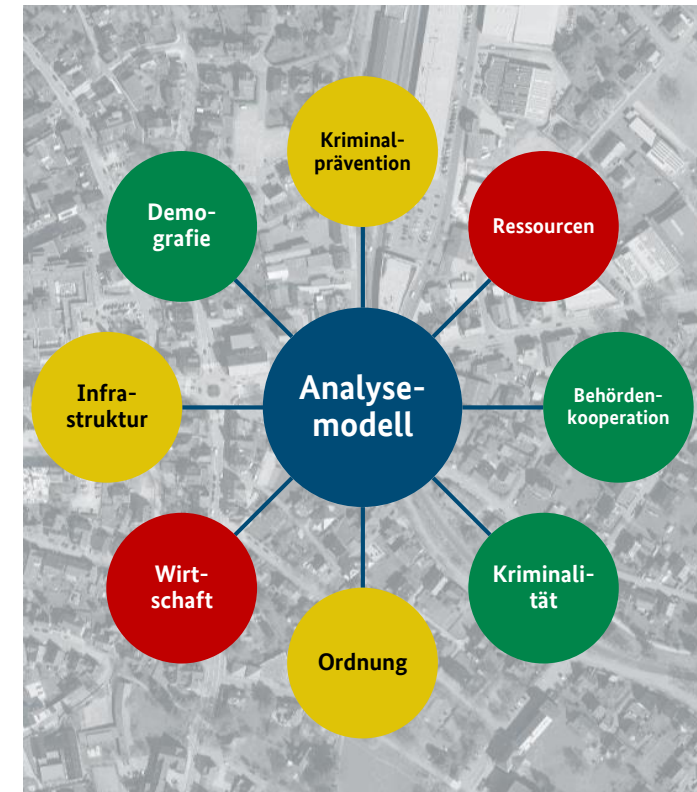 Kriminal-
prävention
Demo-
grafie
Ressourcen
Infra-
struktur
Analyse-
modell
Behörden-
kooperation
Wirt-
schaft
Kriminali-
tät
Ordnung